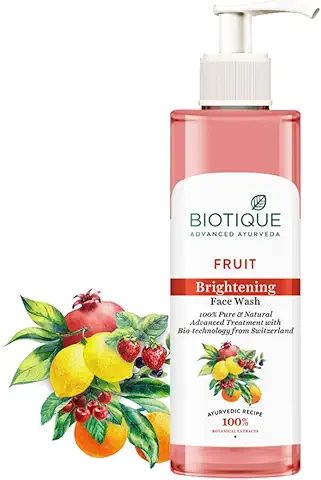 BIOTIQUE
ADVANCED AYURVEDA
FRUIT
Brightening
Face Wash
100% Pure & Natural
Advanced Treatment with
Bio-technology from Switzerland
AYURVEDIC RECIPE
100%
BOTANICAL EXTRACTS